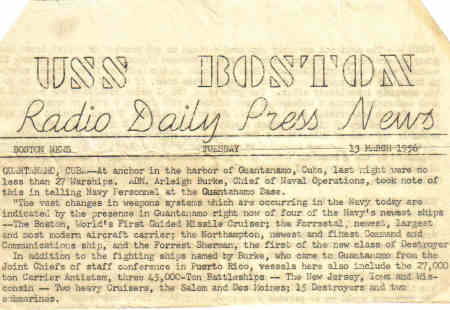 USS BOSTON
Radio Daily Press News
BOSTON NEWS TUESDAY 13 MARCH 1956
GUANTANAMO, CUBA--At anchor in the harbor of Guantanamo, Cuba, last night were no
less than 27 Warships. ADM. Arleigh Burke, Chief of Naval Operations, took note of
this in telling Navy Personnel at the Guantanamo Base.
"The vast changes in weapons systems which are occurring in the Navy today are
indicated by the presence in Guantanamo right now of four of the Navy's newest ships
--The Boston, World's First Guided Missile Cruiser; the Forrestal, newest, largest
and most modern aircraft carrier; the Northhampton, newest and finest Command and
Communications ship, and the Forrest Sherman, the first of the new class of Destroyer
In addition to the fighting ships named by Burke, who came to Guantanamo from the
Joint Chiefs of staff conference in Puerto Rico, vessels here also include the 27,000
ton Carrier Antietam, three 45,000-Ton Battleships -- The New Jersey, Iowa and Wis-
consin -- Two heavy Cruisers, the Salem and Des Moines; 15 Destroyers and two
submarines.